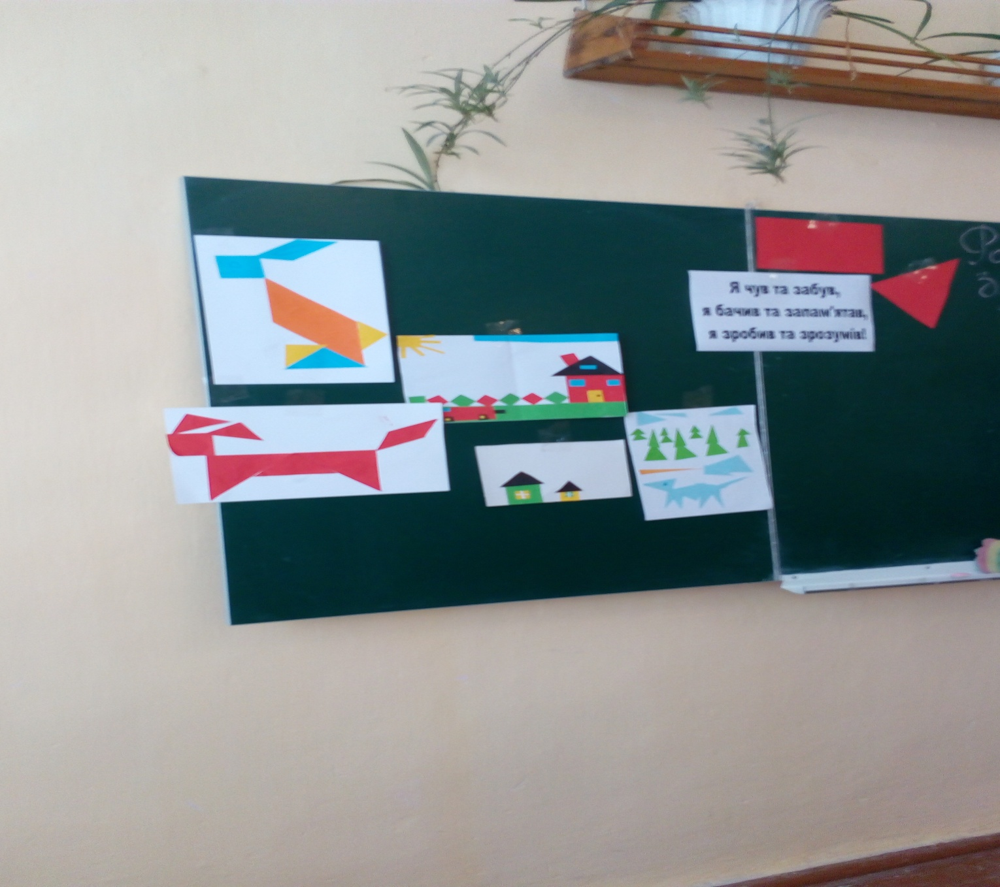 Я чув та забув,
я бачив та запам'ятав,
я зробив та зрозумів!